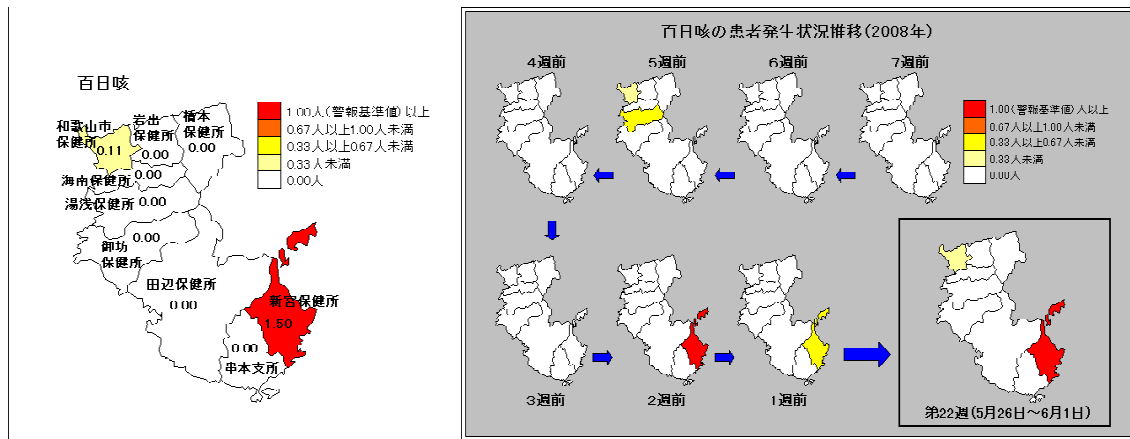 百日咳
和歌山市
保健所
0.11
岩出
保健所
0.00
橋本
保健所
0.00
海南保健所
0.00
湯浅保健所
0.00
御坊
保健所
0.00
田辺保健所
0.00
新宮保健所
1.50
0.00
串本支所
1.00人(警報基準値)以上
0.67人以上1.00人未満
0.33人以上0.67人未満
0.33人未満
0.00人
百日咳の患者発生状況推移(2008年)
4週前
5週前
6週前
7週前
1.00(警報基準値)人以上
0.67人以上1.00人未満
0.33人以上0.67人未満
0.33人未満
0.00人
3週前
2週前
1週前
第22週(5月26日～6月1日)